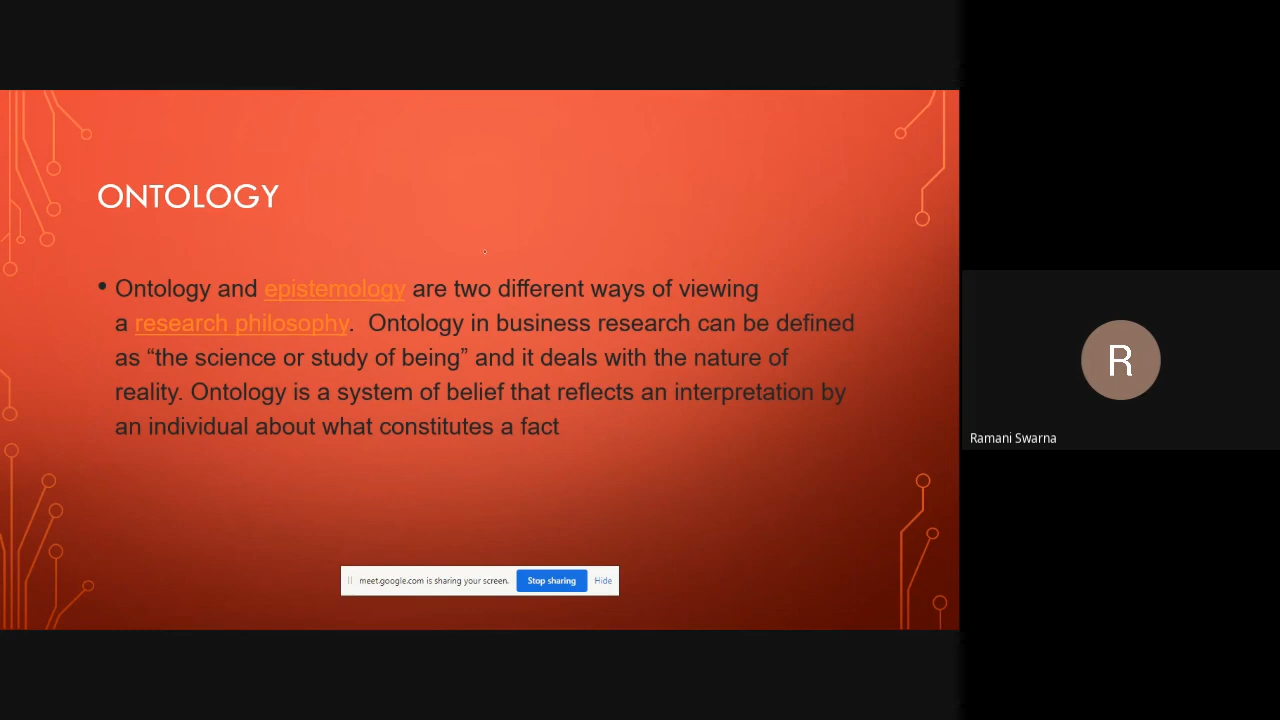 ONTOLOGY
• Ontology and epistemology are two different ways of viewing
a research philosophy.  Ontology in business research can be defined
as “the science or study of being” and it deals with the nature of
reality. Ontology is a system of belief that reflects an interpretation by
an individual about what constitutes a fact
meet.google.com is sharing your screen. Stop sharing Hide
R
Ramani Swarna